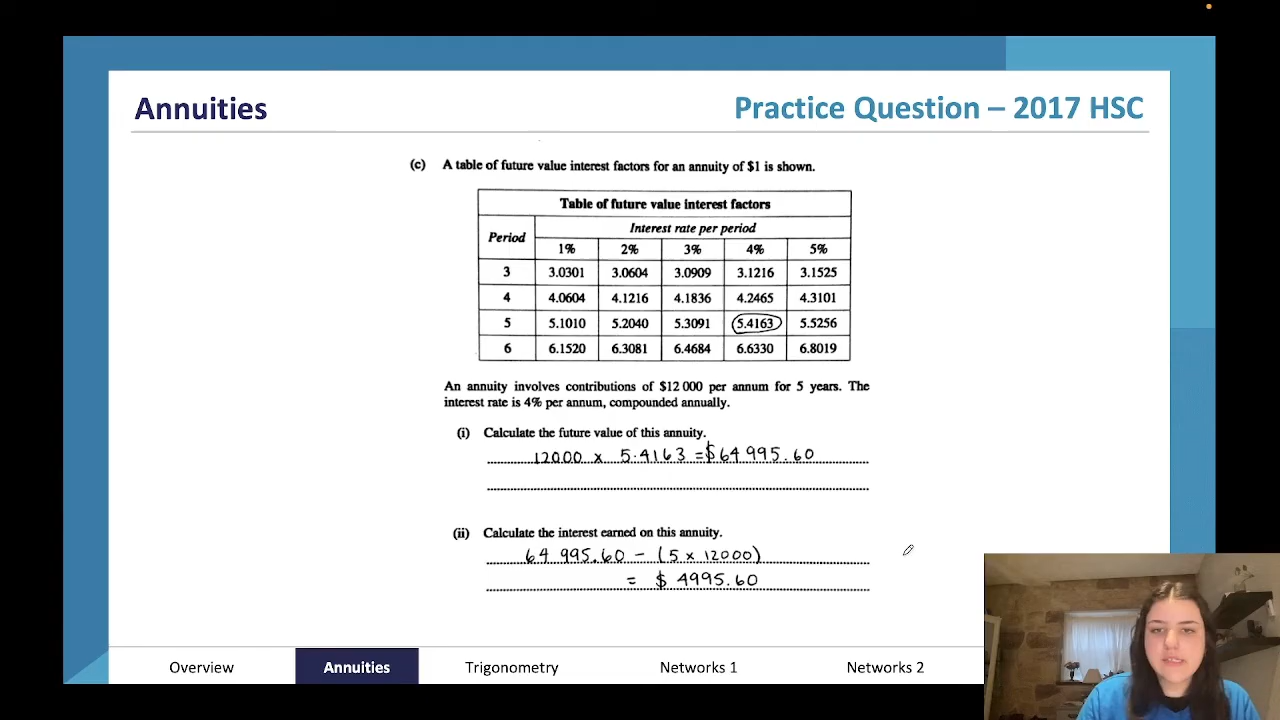 Annuities
Practice Question – 2017 HSC
(c) A table of future value interest factors for an annuity of $1 is shown.
Table of future value interest factors
Period
Interest rate per period
1% 2% 3% 4% 5%
3 3.0301 3.0604 3.0909 3.1216 3.1525
4 4.0604 4.1216 4.1836 4.2465 4.3101
5 5.1010 5.2040 5.3091 5.4163 5.5256
6 6.1520 6.3081 6.4684 6.6330 6.8019
An annuity involves contributions of $12 000 per annum for 5 years. The
interest rate is 4% per annum, compounded annually.
(i) Calculate the future value of this annuity.
12000 x 5.4163 = $64 995.60
(ii) Calculate the interest earned on this annuity.
64 995.60 – (5 x 12000)
= $ 4995.60
Overview
Annuities
Trigonometry
Networks 1
Networks 2